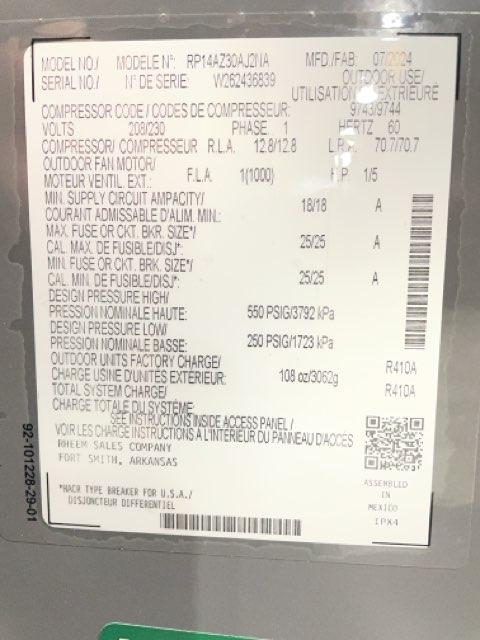 MODEL NO./ MODELE N°: RP14AZ30AJ2NA MFD./FAB. 07/2024
SERIAL NO./ N° DE SERIE: W262436839 OUTDOOR USE/
UTILISATION EXTRIEURE
COMPRESSOR CODE / CODES DE COMPRESSEUR: 9743/9744
VOLTS 208/230 PHASE: 1 HERTZ 60
COMPRESSOR/ COMPRESSEUR R.L.A. 12.8/12.8 L.R.A. 70.7/70.7
OUTDOOR FAN MOTOR/
MOTEUR VENTIL. EXT.: F.L.A. 1(1000) H.P. 1/5
MIN. SUPPLY CIRCUIT AMPACITY/
COURANT ADMISSABLE D'ALIM. MIN.: 18/18 A
MAX. FUSE OR CKT. BKR. SIZE*/
CAL. MAX. DE FUSIBLE/DISJ*: 25/25 A
MIN. FUSE OR CKT. BRK. SIZE*/
CAL. MIN. DE FUSIBLE/DISJ*: 25/25 A
DESIGN PRESSURE HIGH/
PRESSION NOMINALE HAUTE: 550 PSIG/3792 kPa
DESIGN PRESSURE LOW/
PRESSION NOMINALE BASSE: 250 PSIG/1723 kPa
OUTDOOR UNITS FACTORY CHARGE/
CHARGE USINE D'UNITES EXTERIEUR: 108 oz/3062g R410A
TOTAL SYSTEM CHARGE/ R410A
CHARGE TOTALE DU SYSTÈME
SEE INSTRUCTIONS INSIDE ACCESS PANEL /
VOIR LES CHARGE INSTRUCTIONS À L'INTERIEUR DU PANNEAU D'ACCES
RHEEM SALES COMPANY
FORT SMITH, ARKANSAS
*HACR TYPE BREAKER FOR U.S.A./
DISJONCTEUR DIFFERENTIEL
ASSEMBLED
IN
MEXICO
IPX4
92-101228-29-01